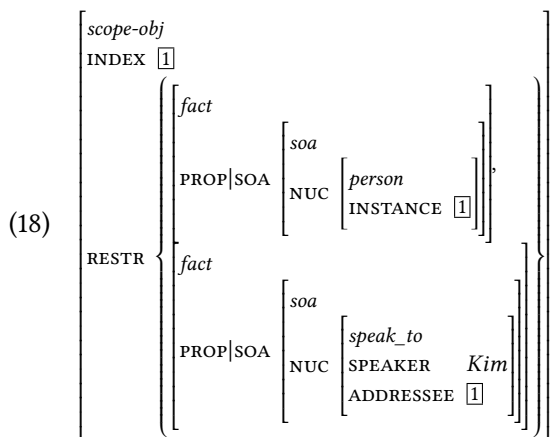 scope-obj
INDEX 1
fact
soa
PROP|SOA
person
NUC
INSTANCE 1
,
(18)
RESTR
fact
soa
PROP|SOA
speak_to
NUC SPEAKER Kim
ADDRESSEE 1